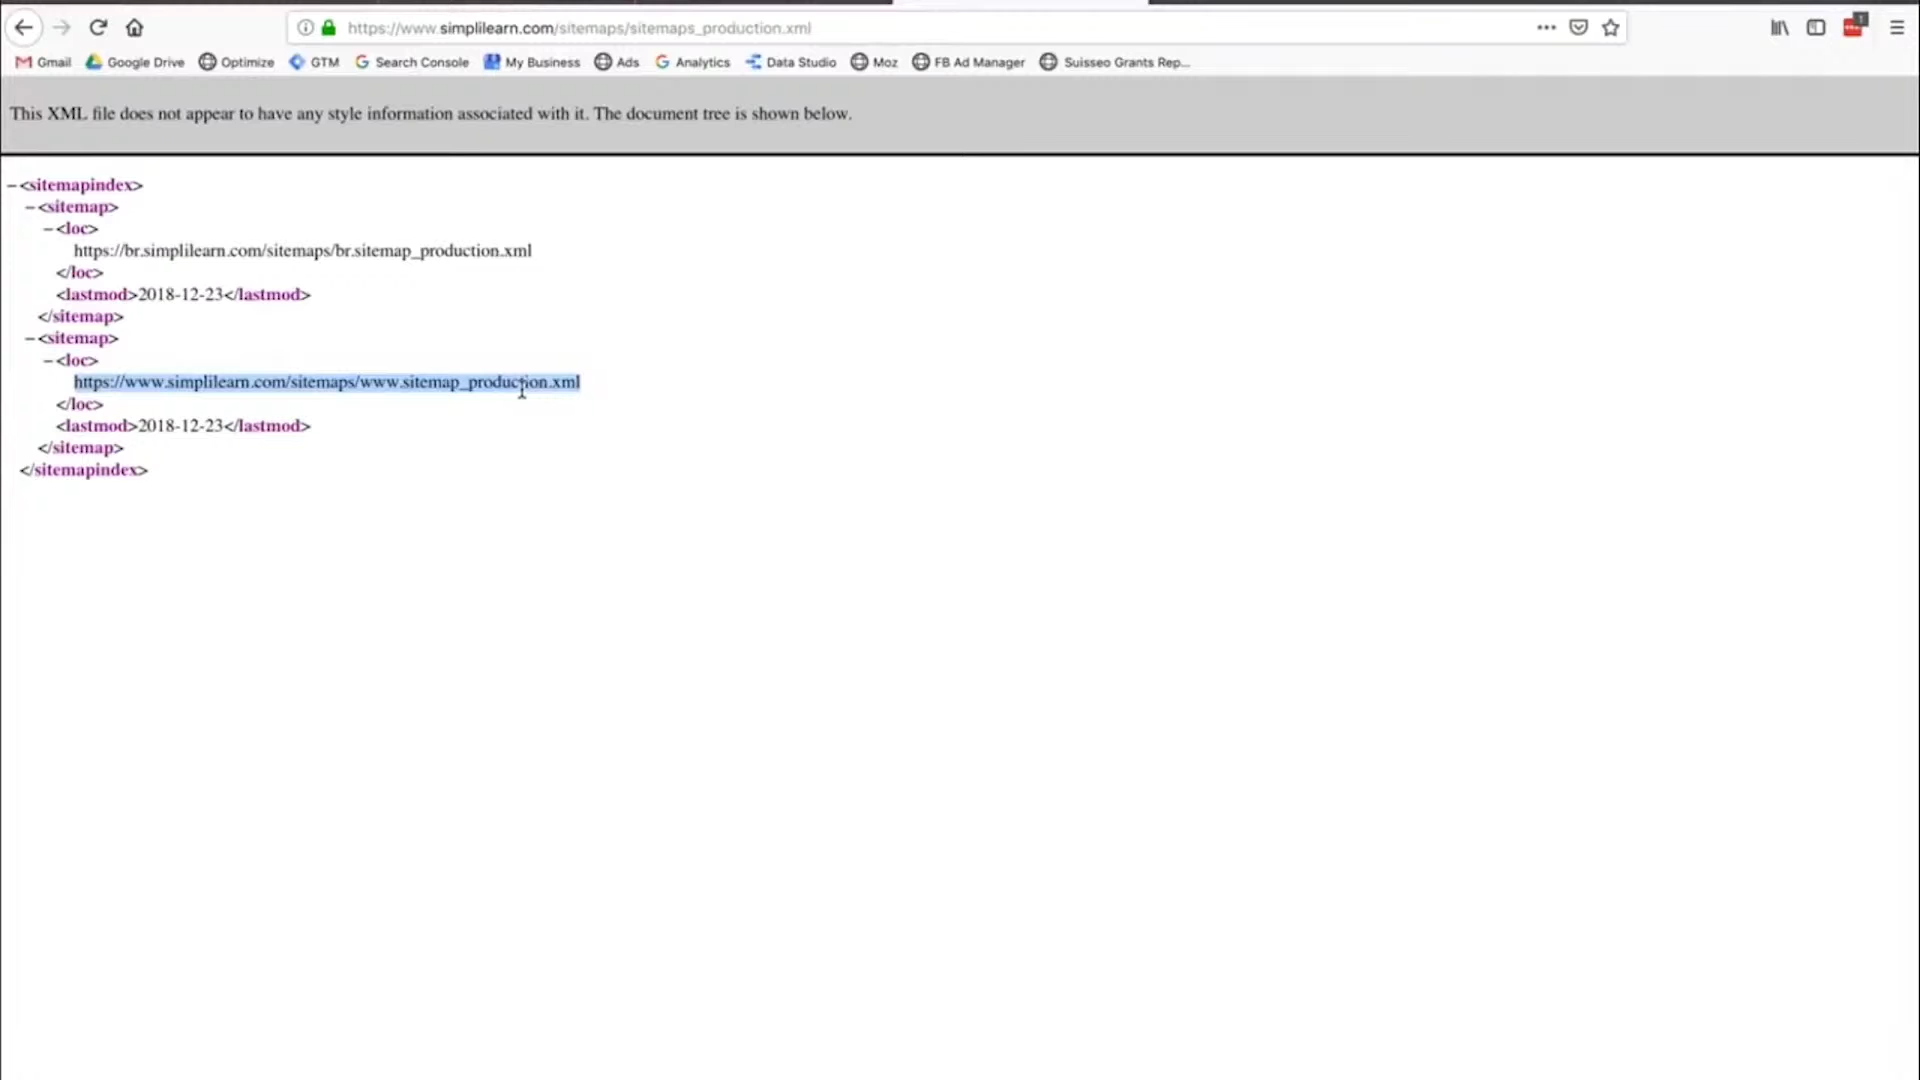 https://www.simplilearn.com/sitemaps/sitemaps_production.xml
1
Gmail Google Drive Optimize GTM Search Console My Business Ads Analytics Data Studio Moz FB Ad Manager Suisseo Grants Rep...
This XML file does not appear to have any style information associated with it. The document tree is shown below.
−<sitemapindex>
−<sitemap>
−<loc>
https://br.simplilearn.com/sitemaps/br.sitemap_production.xml
</loc>
<lastmod>2018-12-23</lastmod>
</sitemap>
−<sitemap>
−<loc>
https://www.simplilearn.com/sitemaps/www.sitemap_production.xml
</loc>
<lastmod>2018-12-23</lastmod>
</sitemap>
</sitemapindex>